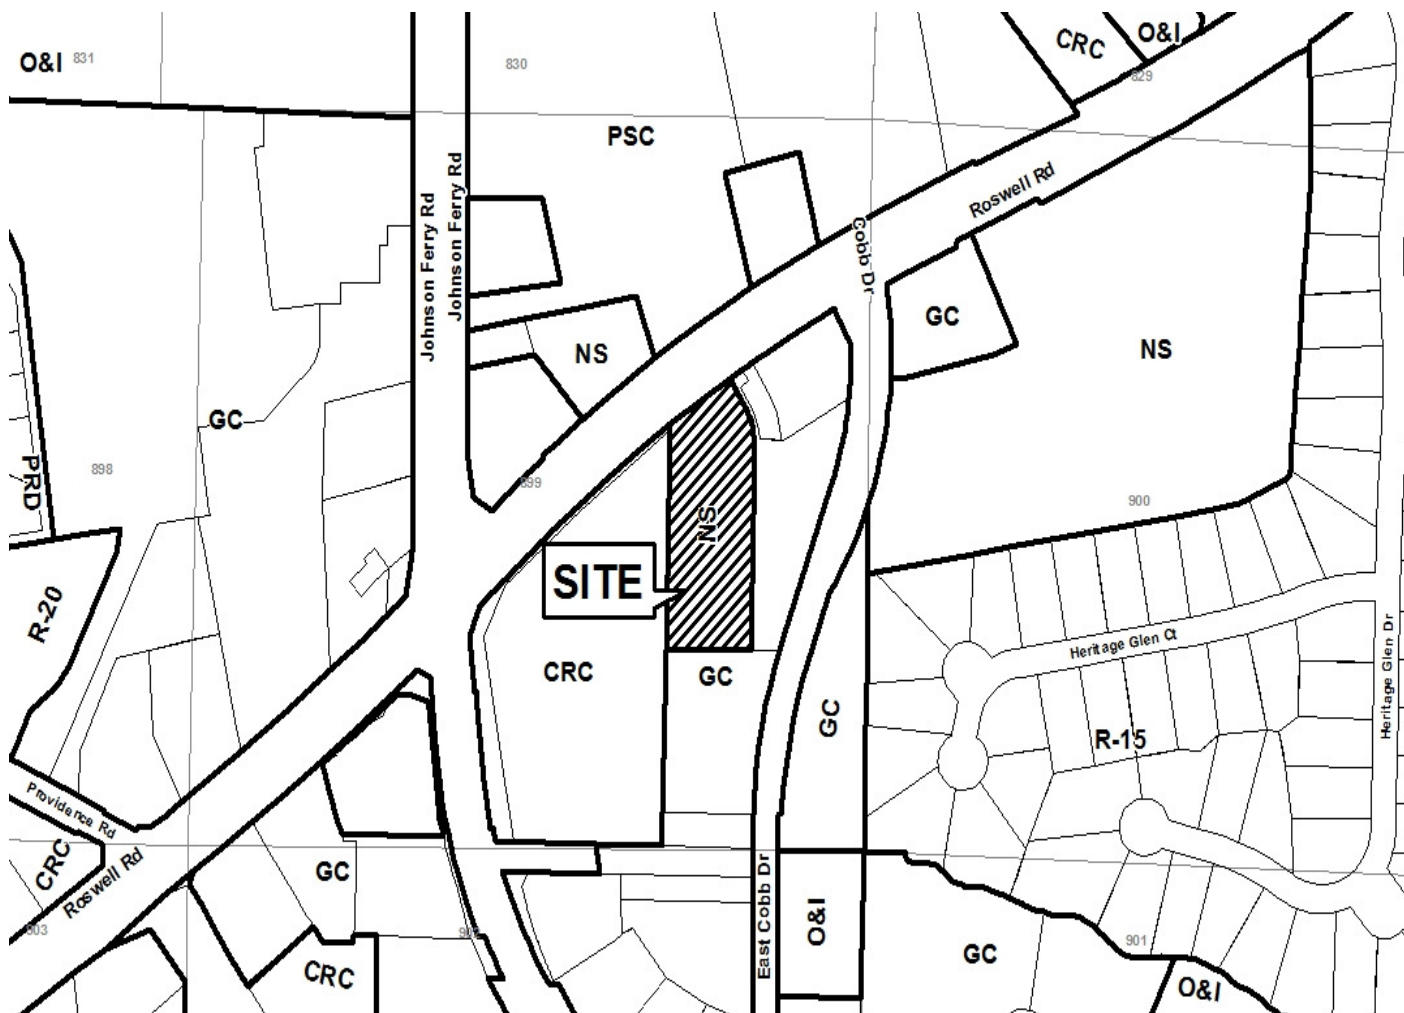 O&I
831
830
CRC
O&I
829
PSC
Johnson Ferry Rd
Johnson Ferry Rd
Roswell Rd
Cobb Dr
GC
NS
NS
GC
898
PRD
899
900
NS
SITE
R-20
CRC
GC
GC
Heritage Glen Ct
Heritage Glen Dr
R-15
Providence Rd
CRC
Roswell Rd
GC
903
CRC
902
East Cobb Dr
O&I
GC
901
O&I